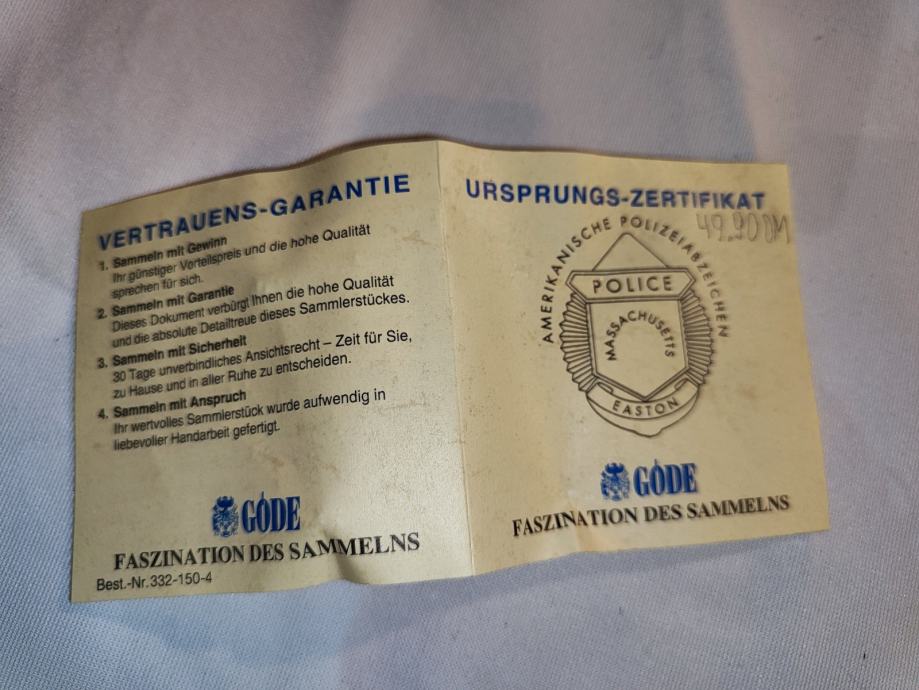 VERTRAUENS-GARANTIE
1. Sammeln mit Gewinn
Ihr günstiger Vorteilspreis und die hohe Qualität
sprechen für sich.
2. Sammeln mit Garantie
Dieses Dokument verbürgt Ihnen die hohe Qualität
und die absolute Detailtreue dieses Sammlerstückes.
3. Sammeln mit Sicherheit
30 Tage unverbindliches Ansichtsrecht – Zeit für Sie,
zu Hause und in aller Ruhe zu entscheiden.
4. Sammeln mit Anspruch
Ihr wertvolles Sammlerstück wurde aufwendig in
liebevoller Handarbeit gefertigt.
GÓDE
FASZINATION DES SAMMELNS
Best.-Nr. 332-150-4
URSPRUNGS-ZERTIFIKAT
49.90 DM
AMERIKANISCHE POLIZEIABZEICHEN
POLICE
MASSACHUSETTS
EASTON
GÓDE
FASZINATION DES SAMMELNS